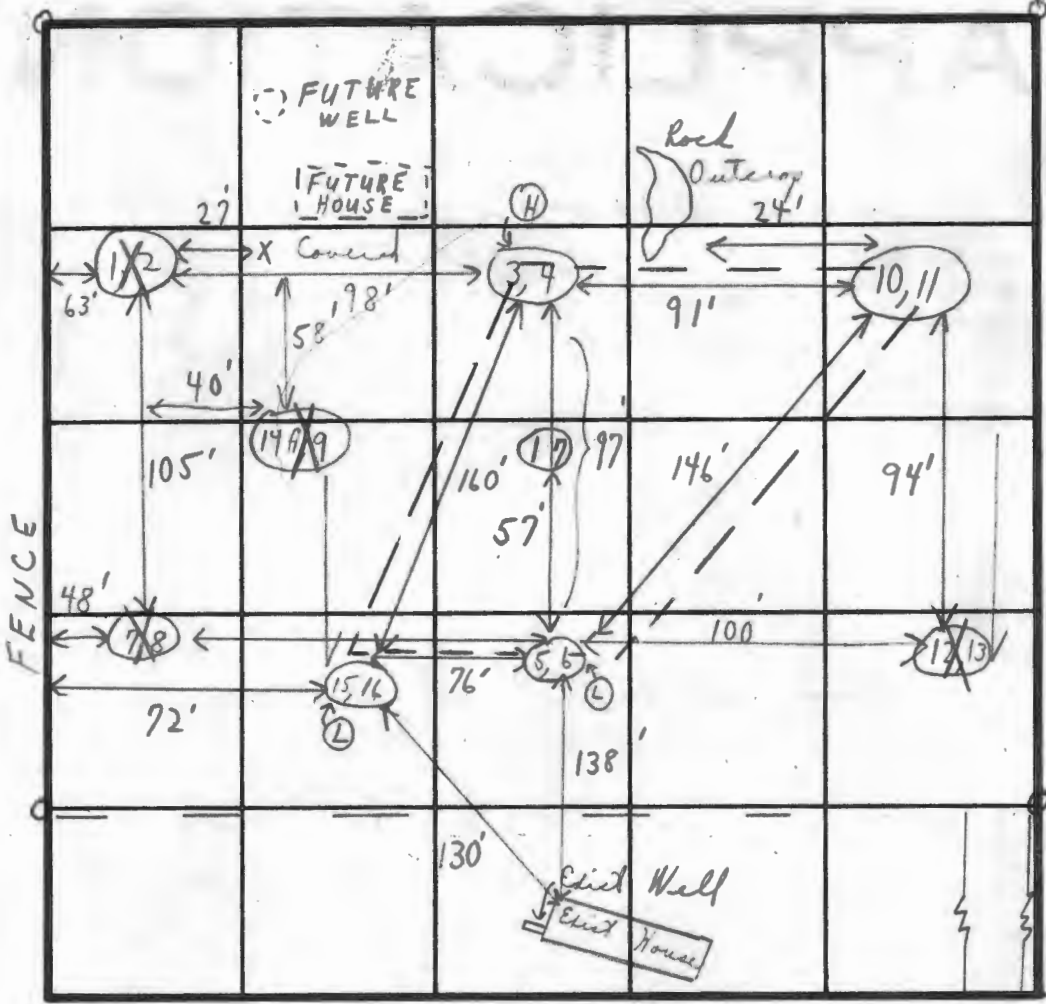 FUTURE
WELL
FUTURE
HOUSE
Rock
Outcrop
27'
H
24'
X
Covered
1, 2
3, 4
10, 11
63'
98'
58'
91'
40'
14A 9
17
97'
105'
160'
146'
94'
57'
FENCE
48'
7, 8
100'
12 13
15, 16
76'
5, 6
L
72'
L
138'
130'
Exist Well
Exist House